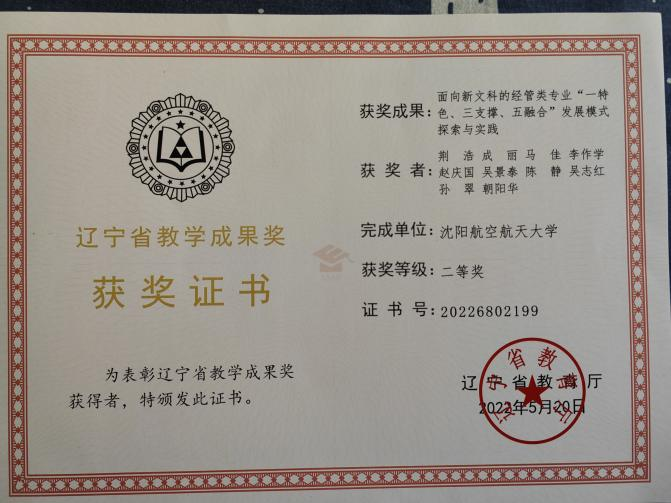 辽宁省教学成果奖
获奖证书
为表彰辽宁省教学成果奖
获得者，特颁发此证书。
获奖成果：面向新文科的经管类专业“一特
色、三支撑、五融合”发展模式
探索与实践
获奖者：荆浩 成丽 马佳 李作学
赵庆国 吴景泰 陈静 吴志红
孙翠 朝阳华
完成单位：沈阳航空航天大学
获奖等级：二等奖
证书号：20226802199
辽宁省教育厅
2022年5月20日
辽宁省教育厅